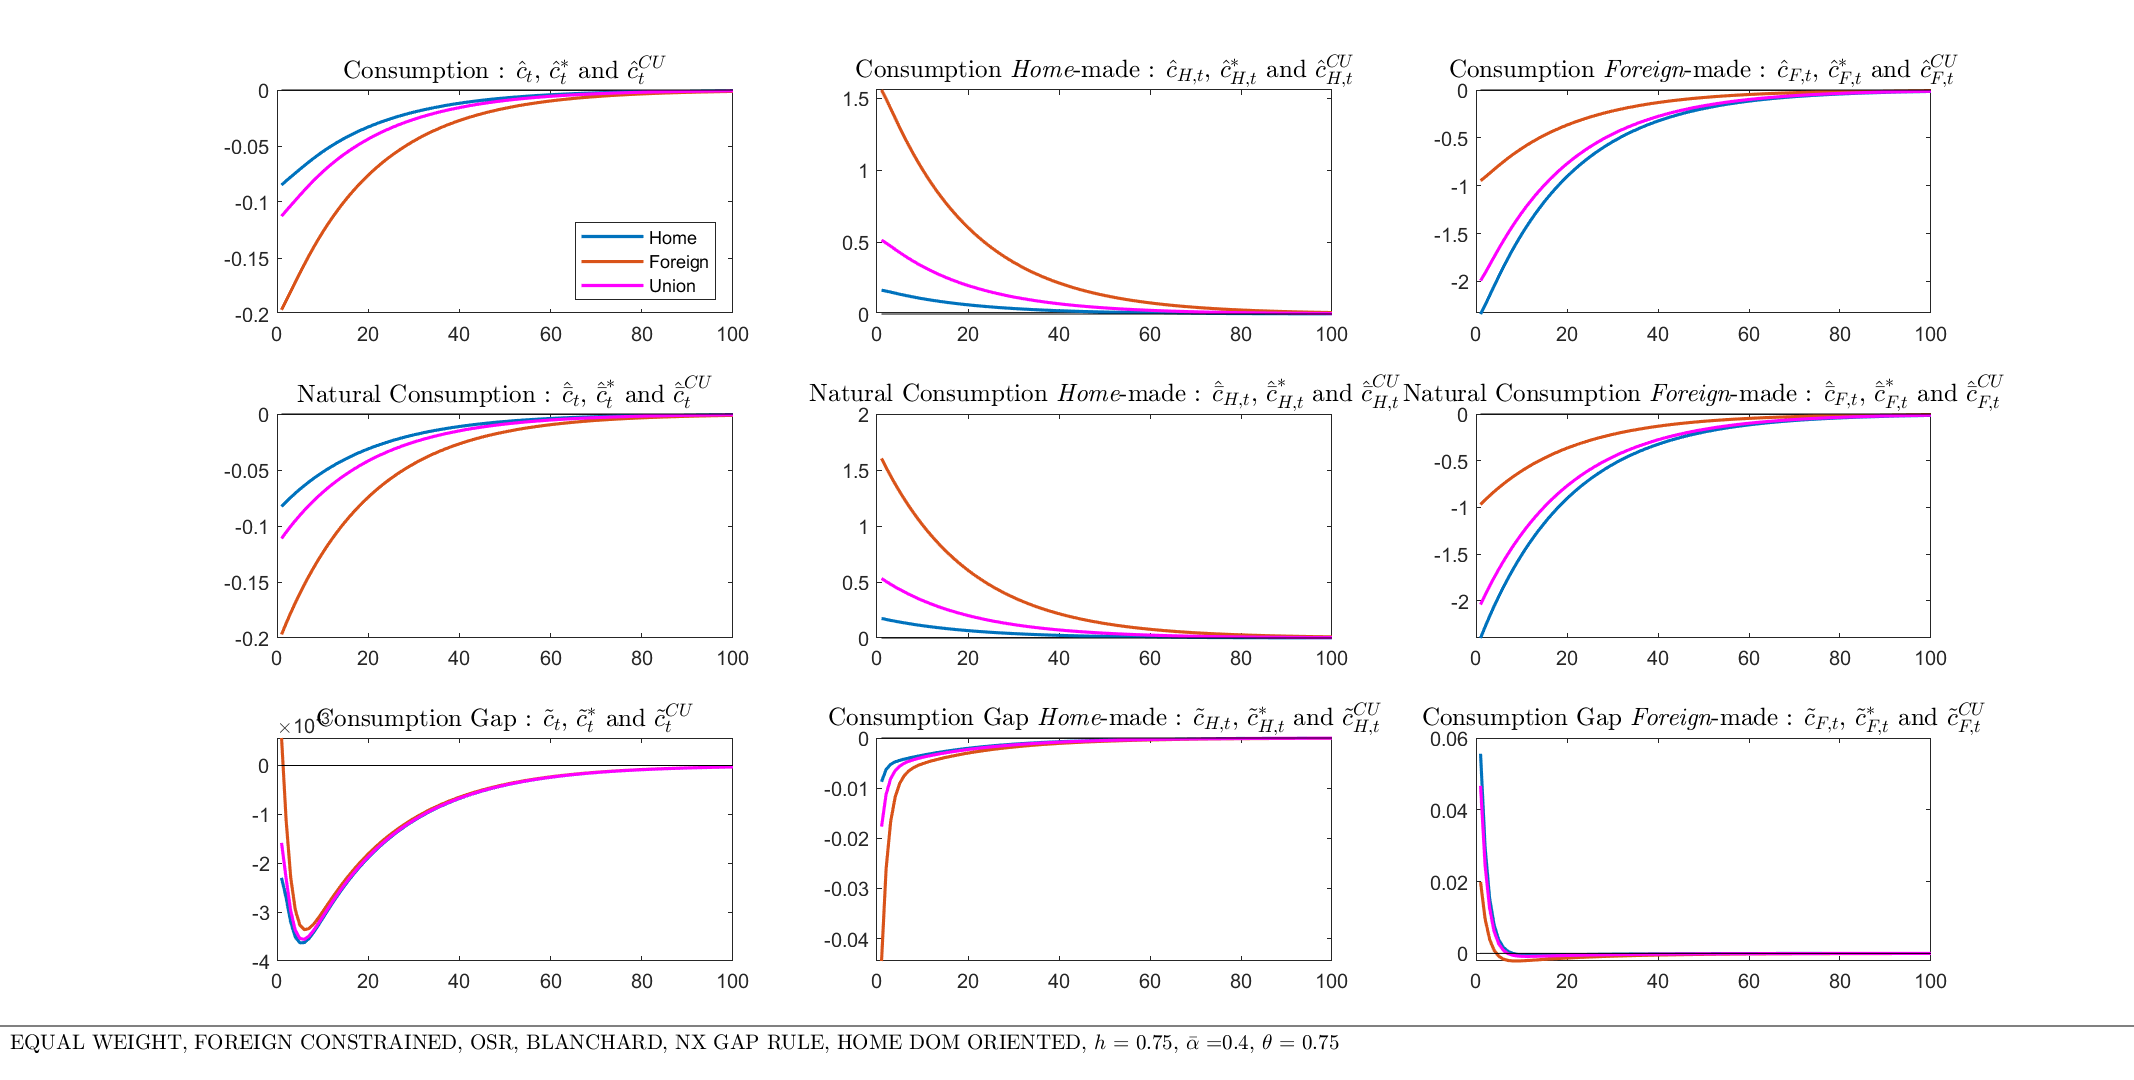 Consumption : ĉ_t, ĉ*_t and ĉ^CU_t
Consumption Home-made : ĉ_H,t, ĉ*_H,t and ĉ^CU_H,t
Consumption Foreign-made : ĉ_F,t, ĉ*_F,t and ĉ^CU_F,t
0
-0.05
-0.1
-0.15
-0.2
0 20 40 60 80 100
Home
Foreign
Union
1.5
1
0.5
0
0 20 40 60 80 100
0
-0.5
-1
-1.5
-2
0 20 40 60 80 100
Natural Consumption : c̄̂_t, c̄̂*_t and c̄̂^CU_t
Natural Consumption Home-made : c̄̂_H,t, c̄̂*_H,t and c̄̂^CU_H,t
Natural Consumption Foreign-made : c̄̂_F,t, c̄̂*_F,t and c̄̂^CU_F,t
0
-0.05
-0.1
-0.15
-0.2
0 20 40 60 80 100
2
1.5
1
0.5
0
0 20 40 60 80 100
0
-0.5
-1
-1.5
-2
0 20 40 60 80 100
Consumption Gap : c̃_t, c̃*_t and c̃^CU_t
Consumption Gap Home-made : c̃_H,t, c̃*_H,t and c̃^CU_H,t
Consumption Gap Foreign-made : c̃_F,t, c̃*_F,t and c̃^CU_F,t
×10^-3
0
-1
-2
-3
-4
0 20 40 60 80 100
0
-0.01
-0.02
-0.03
-0.04
0 20 40 60 80 100
0.06
0.04
0.02
0
0 20 40 60 80 100
EQUAL WEIGHT, FOREIGN CONSTRAINED, OSR, BLANCHARD, NX GAP RULE, HOME DOM ORIENTED, h = 0.75, ᾱ =0.4, θ = 0.75